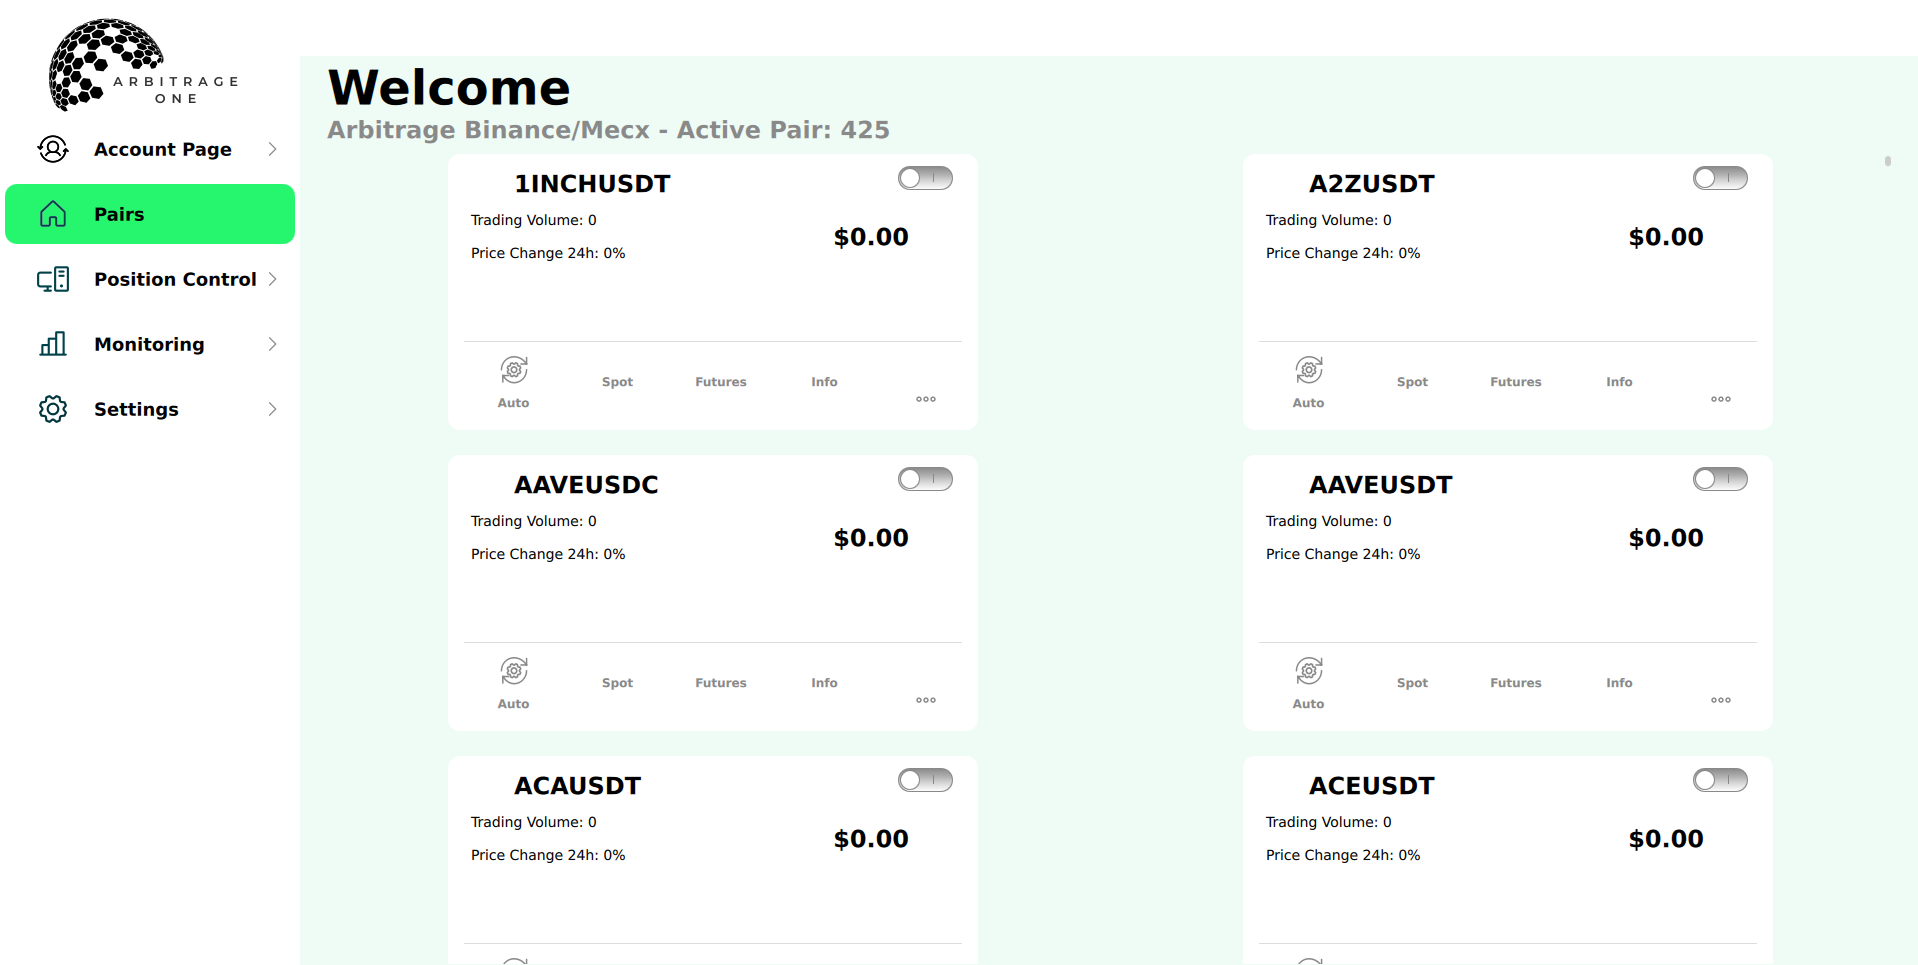 ARBITRAGE
ONE
Account Page
Pairs
Position Control
Monitoring
Settings
Welcome
Arbitrage Binance/Mecx - Active Pair: 425
1INCHUSDT
Trading Volume: 0
$0.00
Price Change 24h: 0%
Auto
Spot
Futures
Info
A2ZUSDT
Trading Volume: 0
$0.00
Price Change 24h: 0%
Auto
Spot
Futures
Info
AAVEUSDC
Trading Volume: 0
$0.00
Price Change 24h: 0%
Auto
Spot
Futures
Info
AAVEUSDT
Trading Volume: 0
$0.00
Price Change 24h: 0%
Auto
Spot
Futures
Info
ACAUSDT
Trading Volume: 0
$0.00
Price Change 24h: 0%
ACEUSDT
Trading Volume: 0
$0.00
Price Change 24h: 0%